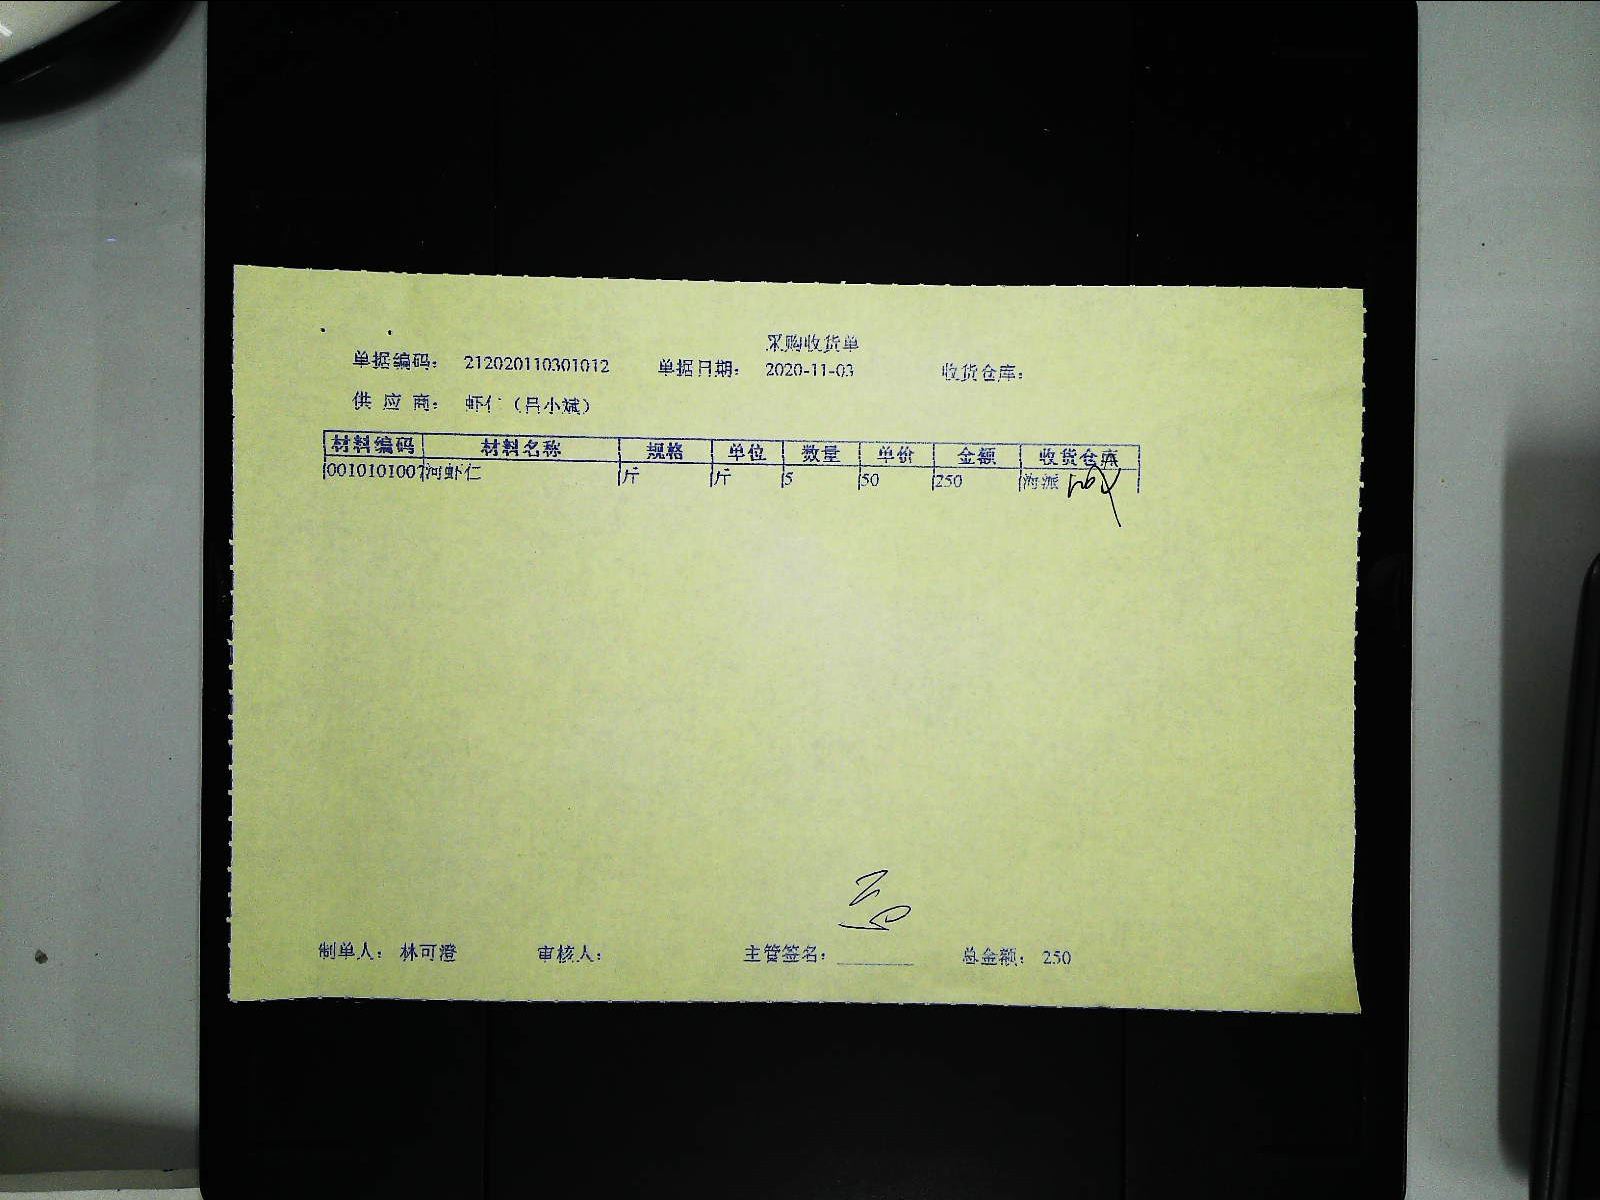 采购收货单
单据编码： 212020110301012 单据日期： 2020-11-03 收货仓库：
供 应 商： 虾仁（吕小斌）
材料编码 材料名称 规格 单位 数量 单价 金额 收货仓库
0010101007 河虾仁 斤 斤 5 50 250 海派
制单人： 林可澄 审核人： 主管签名： 总金额： 250